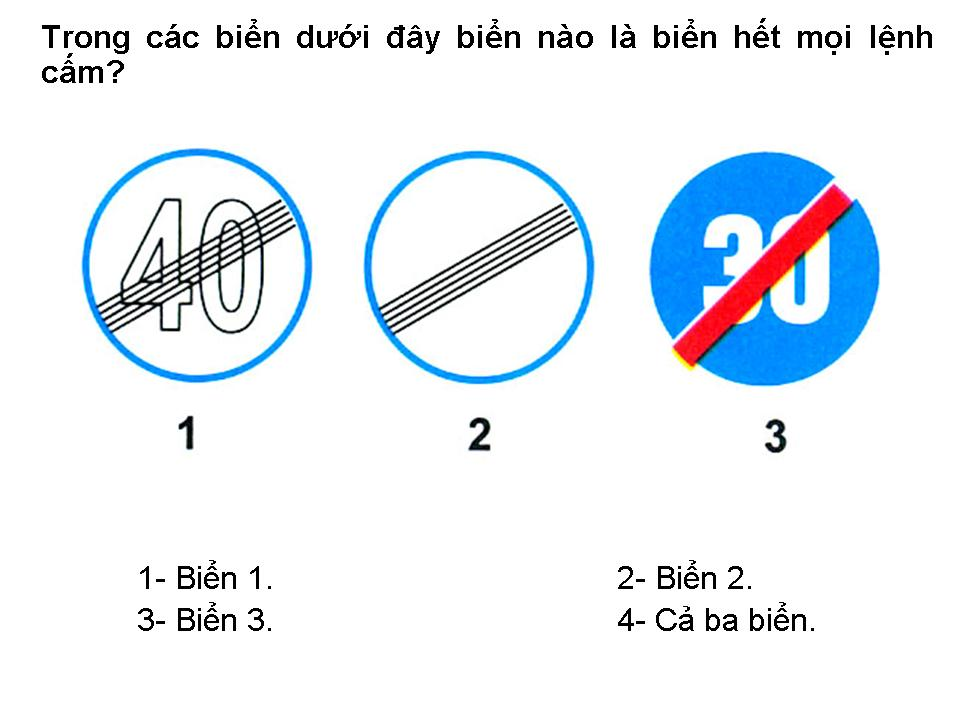 Trong các biển dưới đây biển nào là biển hết mọi lệnh
cấm?
40
30
1
2
3
1- Biển 1.
2- Biển 2.
3- Biển 3.
4- Cả ba biển.